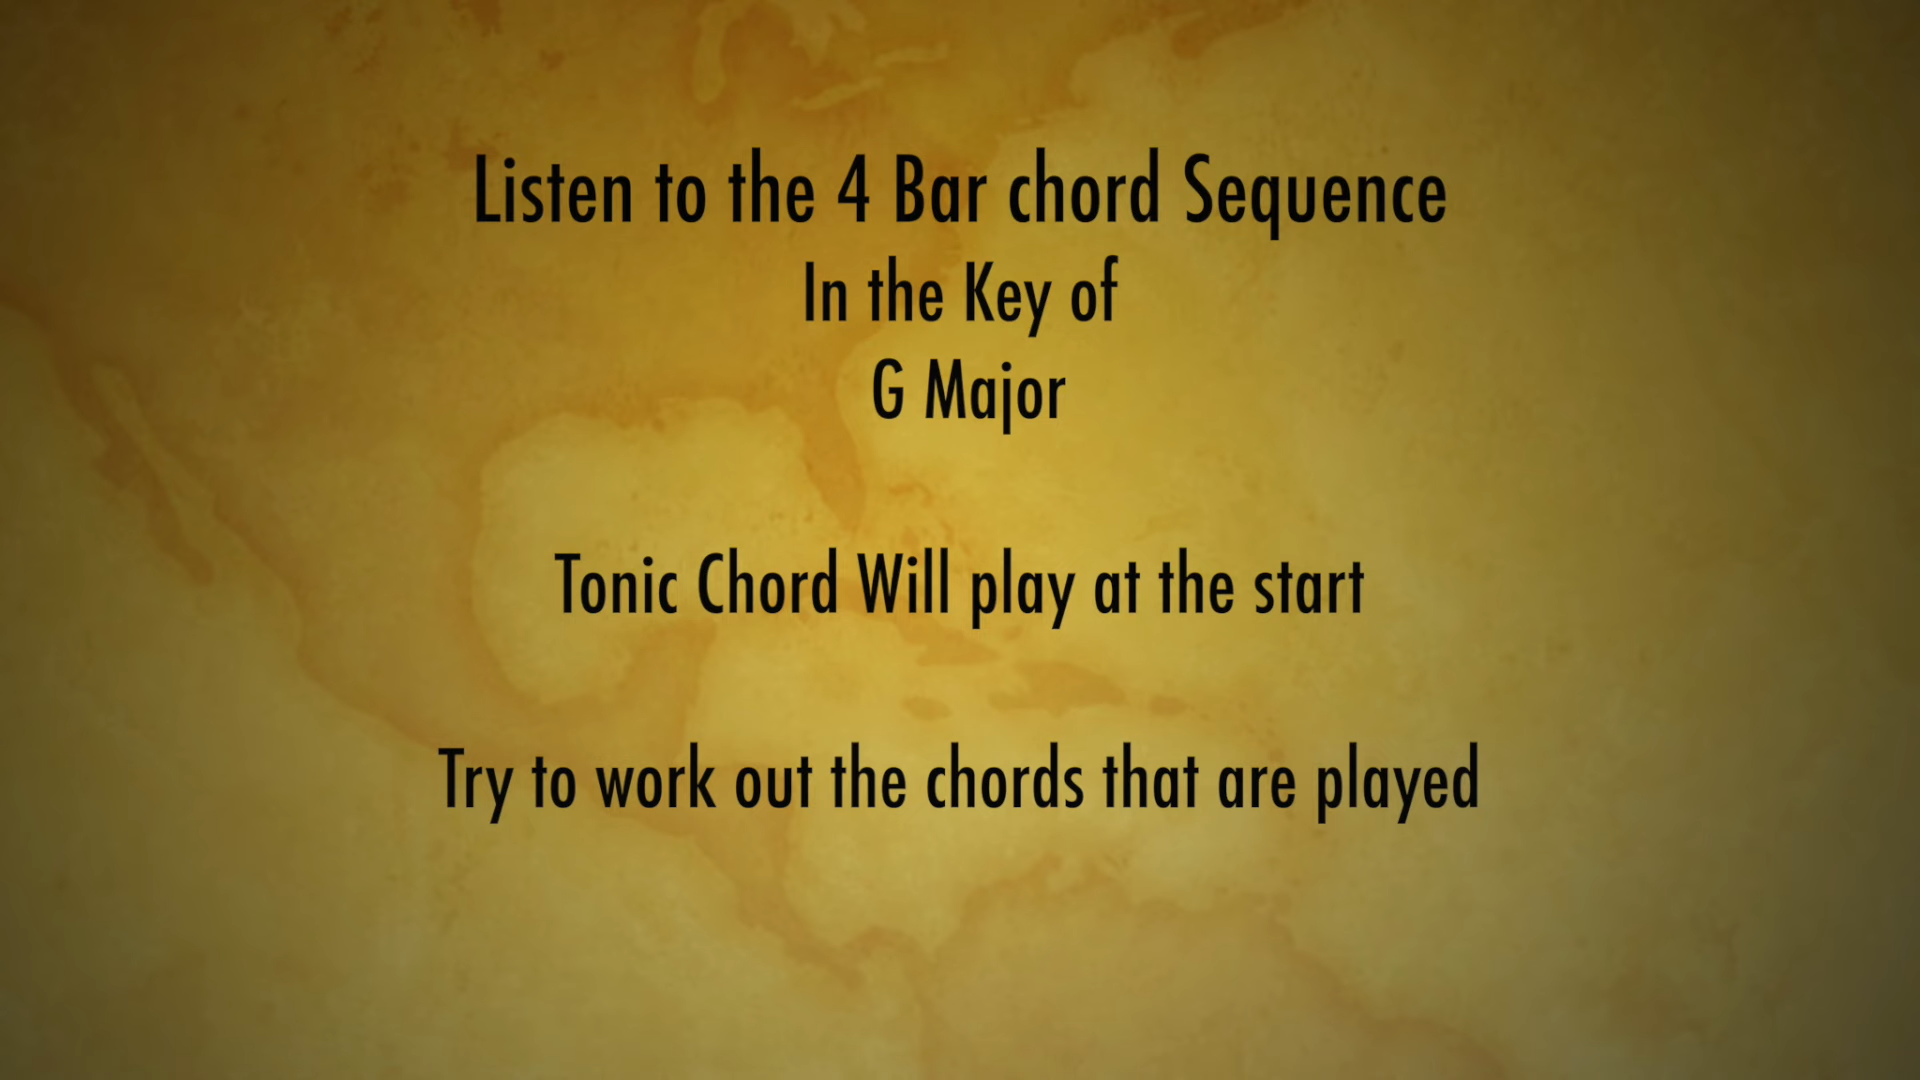 Listen to the 4 Bar chord Sequence
In the Key of
G Major
Tonic Chord Will play at the start
Try to work out the chords that are played